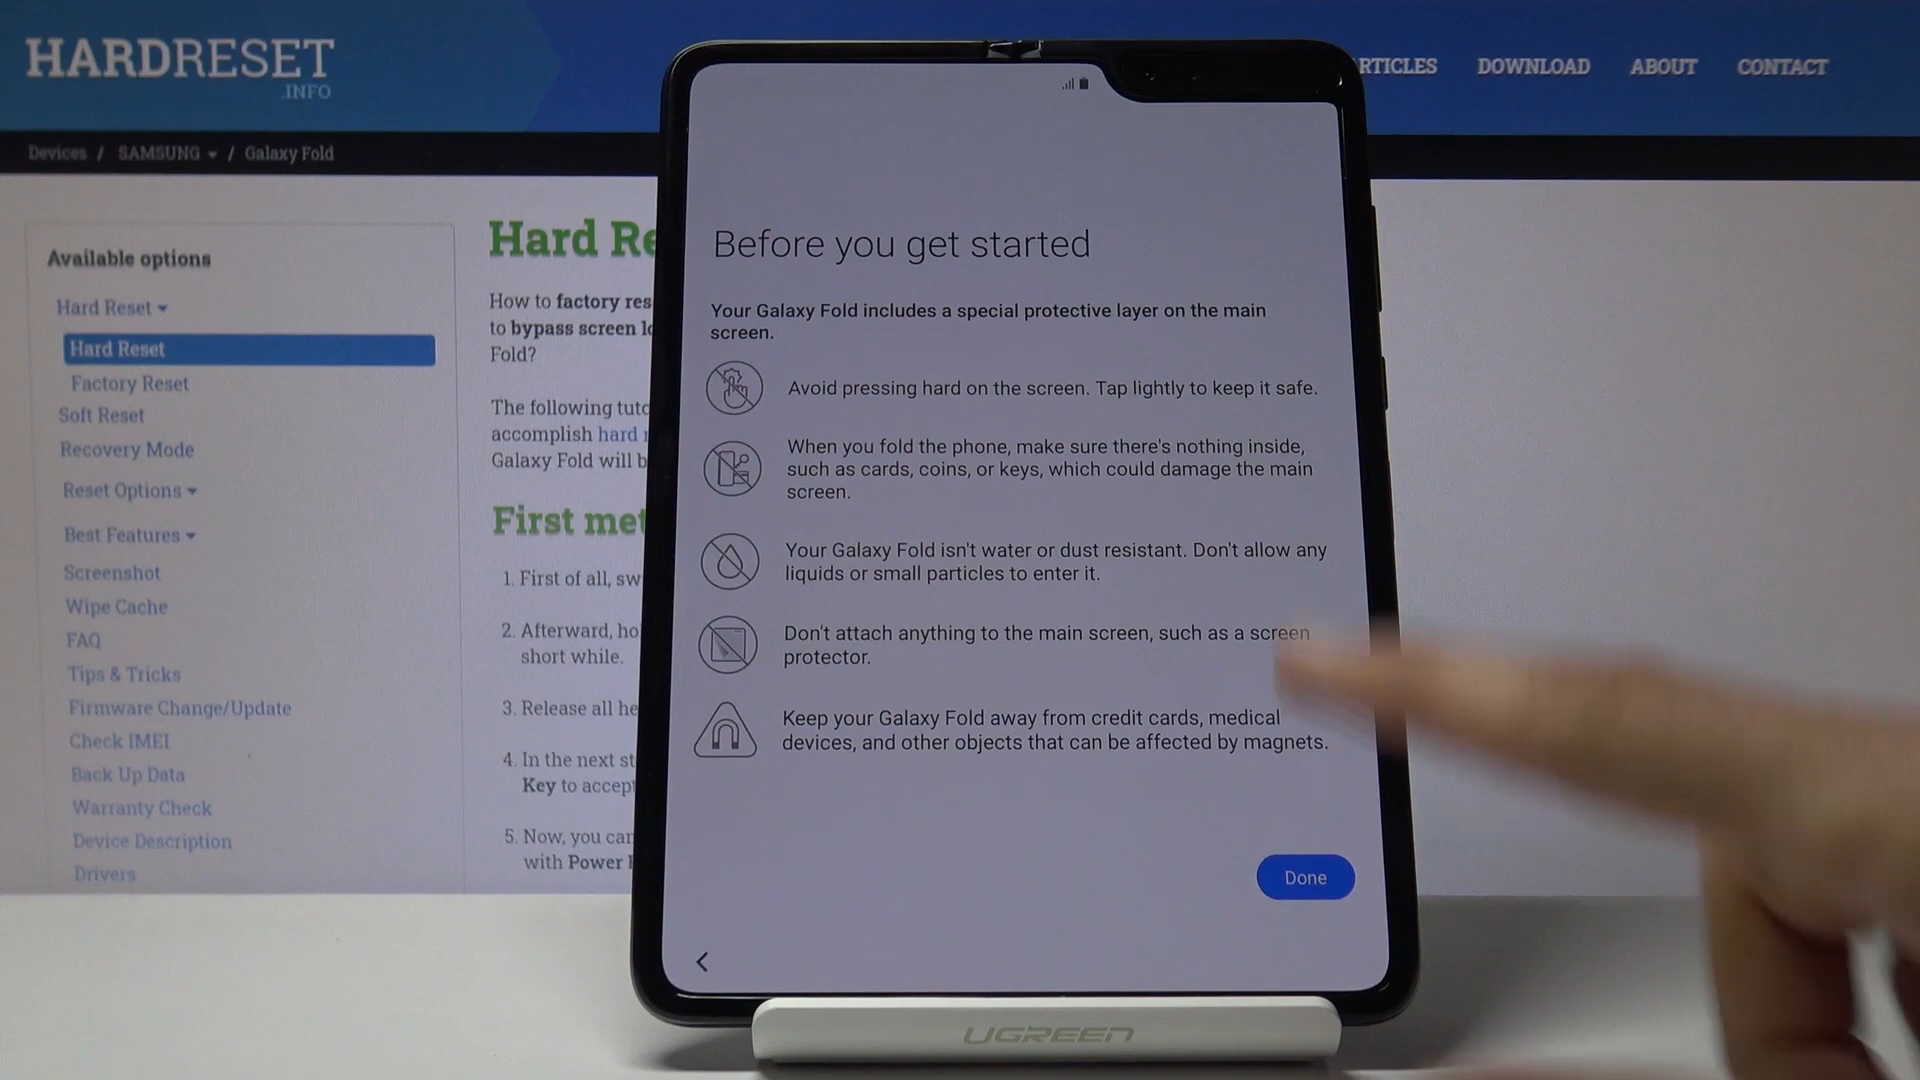 HARDRESET
.INFO
RTICLES DOWNLOAD ABOUT CONTACT
Devices / SAMSUNG / Galaxy Fold
Available options
Hard Reset
Hard Reset
Factory Reset
Soft Reset
Recovery Mode
Reset Options
Best Features
Screenshot
Wipe Cache
FAQ
Tips & Tricks
Firmware Change/Update
Check IMEI
Back Up Data
Warranty Check
Device Description
Drivers
Hard Re
How to factory res
to bypass screen lo
Fold?
The following tuto
accomplish hard r
Galaxy Fold will b
First met
1. First of all, sw
2. Afterward, ho
short while.
3. Release all he
4. In the next st
Key to accept
5. Now, you can
with Power
Before you get started
Your Galaxy Fold includes a special protective layer on the main
screen.
Avoid pressing hard on the screen. Tap lightly to keep it safe.
When you fold the phone, make sure there's nothing inside,
such as cards, coins, or keys, which could damage the main
screen.
Your Galaxy Fold isn't water or dust resistant. Don't allow any
liquids or small particles to enter it.
Don't attach anything to the main screen, such as a screen
protector.
Keep your Galaxy Fold away from credit cards, medical
devices, and other objects that can be affected by magnets.
Done
UGREEN